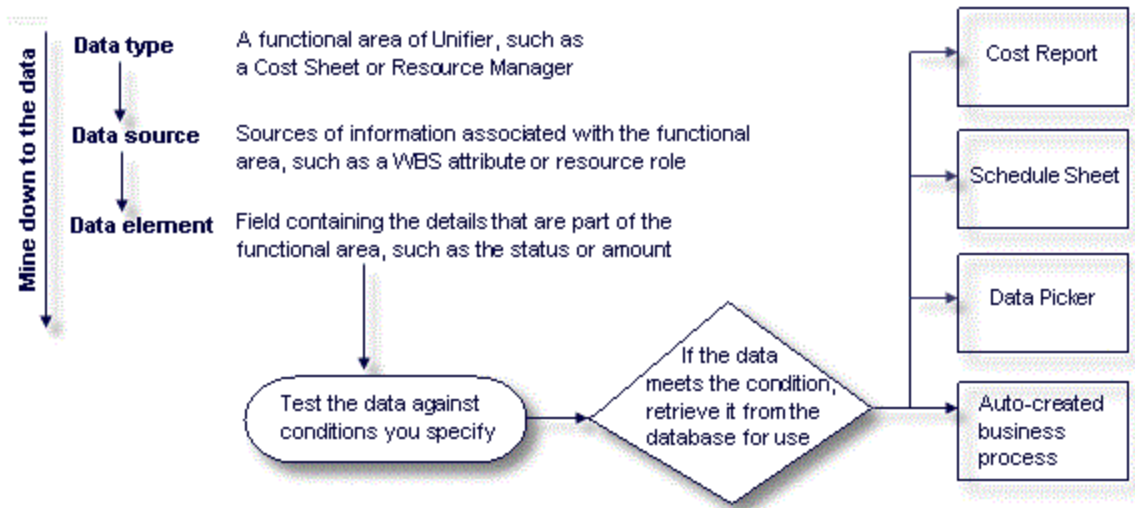 Mine down to the data
Data type
A functional area of Unifier, such as
a Cost Sheet or Resource Manager
Data source
Sources of information associated with the functional
area, such as a WBS attribute or resource role
Data element
Field containing the details that are part of the
functional area, such as the status or amount
Test the data against
conditions you specify
If the data
meets the condition,
retrieve it from the
database for use
Cost Report
Schedule Sheet
Data Picker
Auto-created
business
process